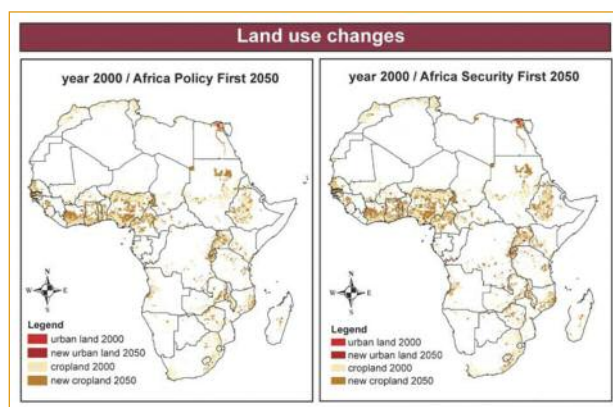 Land use changes
year 2000 / Africa Policy First 2050
N
W
E
S
Legend
urban land 2000
new urban land 2050
cropland 2000
new cropland 2050
year 2000 / Africa Security First 2050
N
W
E
S
Legend
urban land 2000
new urban land 2050
cropland 2000
new cropland 2050